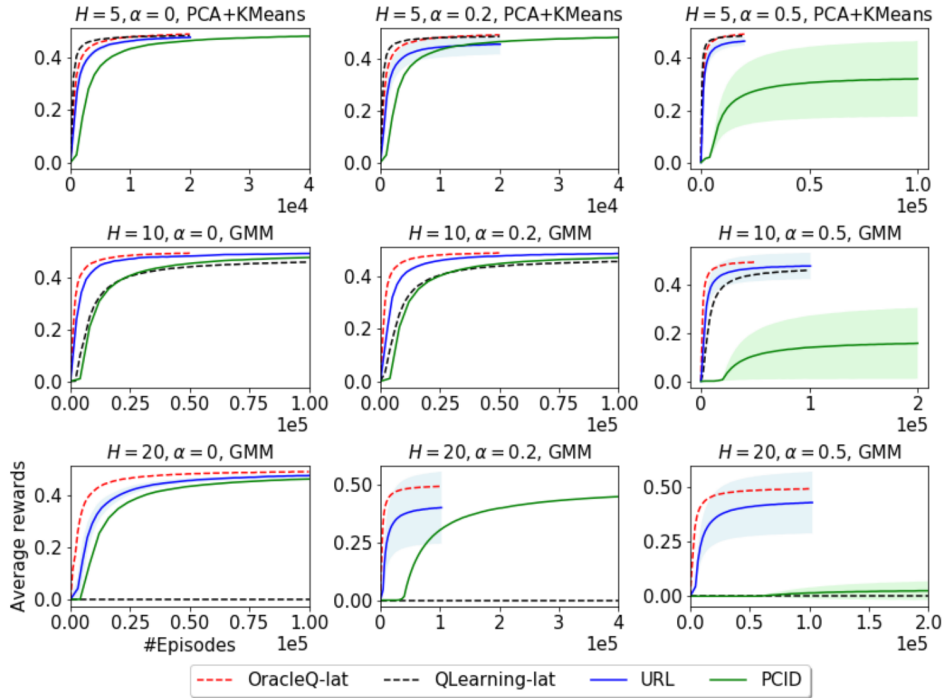 H = 5, α = 0, PCA+KMeans
H = 5, α = 0.2, PCA+KMeans
H = 5, α = 0.5, PCA+KMeans
0.4
0.2
0.0
0 1 2 3 4
1e4
0.4
0.2
0.0
0 1 2 3 4
1e4
0.4
0.2
0.0
0.0 0.5 1.0
1e5
H = 10, α = 0, GMM
H = 10, α = 0.2, GMM
H = 10, α = 0.5, GMM
0.4
0.2
0.0
0.00 0.25 0.50 0.75 1.00
1e5
0.4
0.2
0.0
0.00 0.25 0.50 0.75 1.00
1e5
0.4
0.2
0.0
0 1 2
1e5
H = 20, α = 0, GMM
H = 20, α = 0.2, GMM
H = 20, α = 0.5, GMM
Average rewards
0.4
0.2
0.0
0.00 0.25 0.50 0.75 1.00
#Episodes 1e5
0.50
0.25
0.00
0 1 2 3 4
1e5
0.50
0.25
0.00
0.0 0.5 1.0 1.5 2.0
1e5
OracleQ-lat QLearning-lat URL PCID